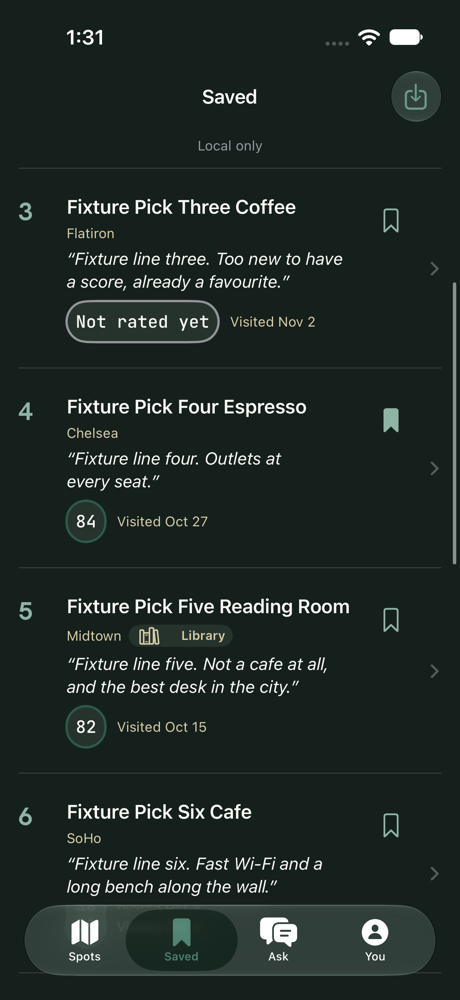 1:31
Saved
Local only
3
Fixture Pick Three Coffee
Flatiron
“Fixture line three. Too new to have
a score, already a favourite.”
Not rated yet
Visited Nov 2
4
Fixture Pick Four Espresso
Chelsea
“Fixture line four. Outlets at
every seat.”
84
Visited Oct 27
5
Fixture Pick Five Reading Room
Midtown
Library
“Fixture line five. Not a cafe at all,
and the best desk in the city.”
82
Visited Oct 15
6
Fixture Pick Six Cafe
SoHo
“Fixture line six. Fast Wi-Fi and a
long bench along the wall.”
Spots
Saved
Ask
You